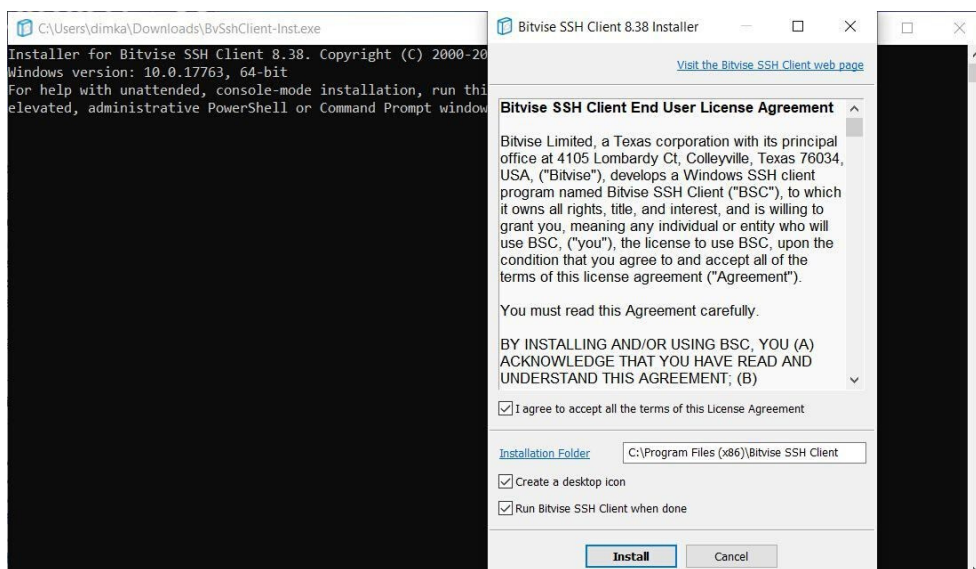 C:\Users\dimka\Downloads\BvSshClient-Inst.exe
Installer for Bitvise SSH Client 8.38. Copyright (C) 2000-20
Windows version: 10.0.17763, 64-bit
For help with unattended, console-mode installation, run thi
elevated, administrative PowerShell or Command Prompt window
Bitvise SSH Client 8.38 Installer
Visit the Bitvise SSH Client web page
Bitvise SSH Client End User License Agreement
Bitvise Limited, a Texas corporation with its principal
office at 4105 Lombardy Ct, Colleyville, Texas 76034,
USA, ("Bitvise"), develops a Windows SSH client
program named Bitvise SSH Client ("BSC"), to which
it owns all rights, title, and interest, and is willing to
grant you, meaning any individual or entity who will
use BSC, ("you"), the license to use BSC, upon the
condition that you agree to and accept all of the
terms of this license agreement ("Agreement").
You must read this Agreement carefully.
BY INSTALLING AND/OR USING BSC, YOU (A)
ACKNOWLEDGE THAT YOU HAVE READ AND
UNDERSTAND THIS AGREEMENT; (B)
I agree to accept all the terms of this License Agreement
Installation Folder
C:\Program Files (x86)\Bitvise SSH Client
Create a desktop icon
Run Bitvise SSH Client when done
Install
Cancel